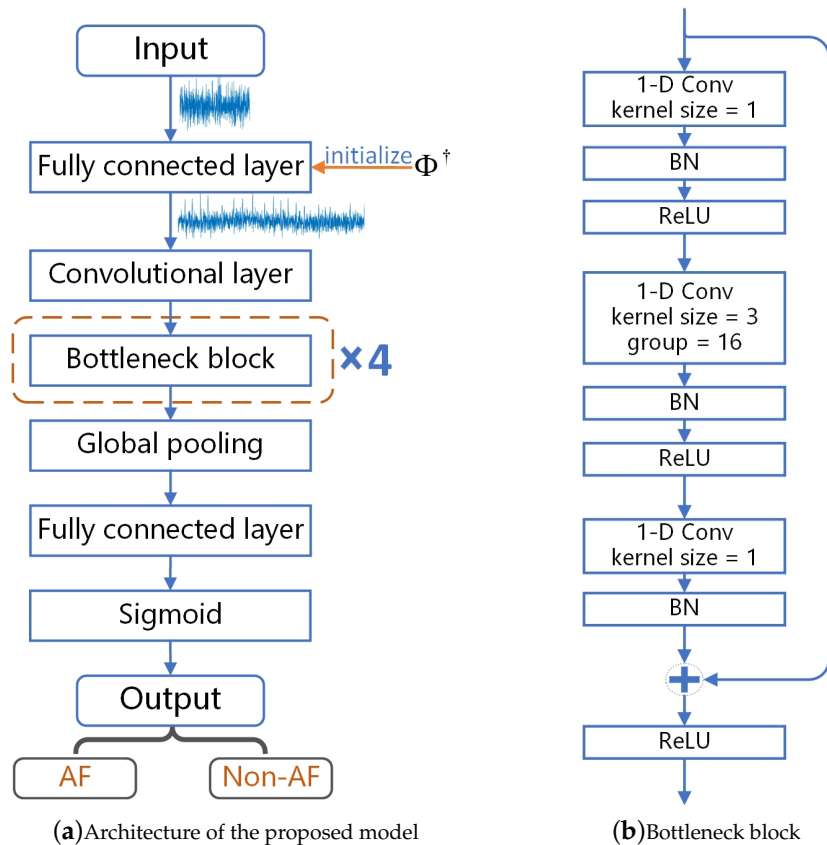 Input
Fully connected layer
initialize Φ†
Convolutional layer
Bottleneck block
×4
Global pooling
Fully connected layer
Sigmoid
Output
AF
Non-AF
(a)Architecture of the proposed model
1-D Conv
kernel size = 1
BN
ReLU
1-D Conv
kernel size = 3
group = 16
BN
ReLU
1-D Conv
kernel size = 1
BN
+
ReLU
(b)Bottleneck block